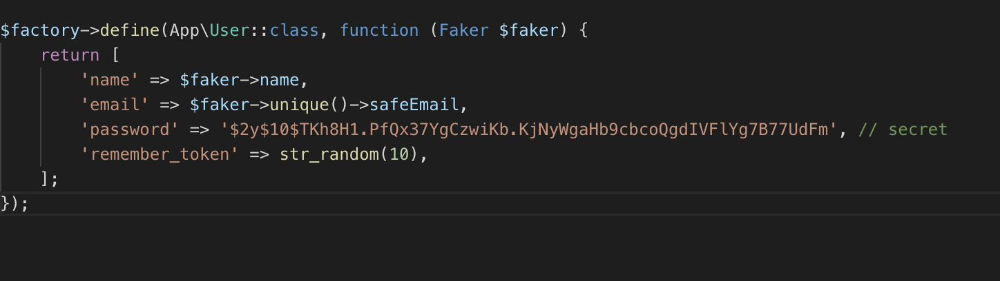 $factory->define(App\User::class, function (Faker $faker) {
    return [
        'name' => $faker->name,
        'email' => $faker->unique()->safeEmail,
        'password' => '$2y$10$TKh8H1.PfQx37YgCzwiKb.KjNyWgaHb9cbcoQgdIVFlYg7B77UdFm', // secret
        'remember_token' => str_random(10),
    ];
});